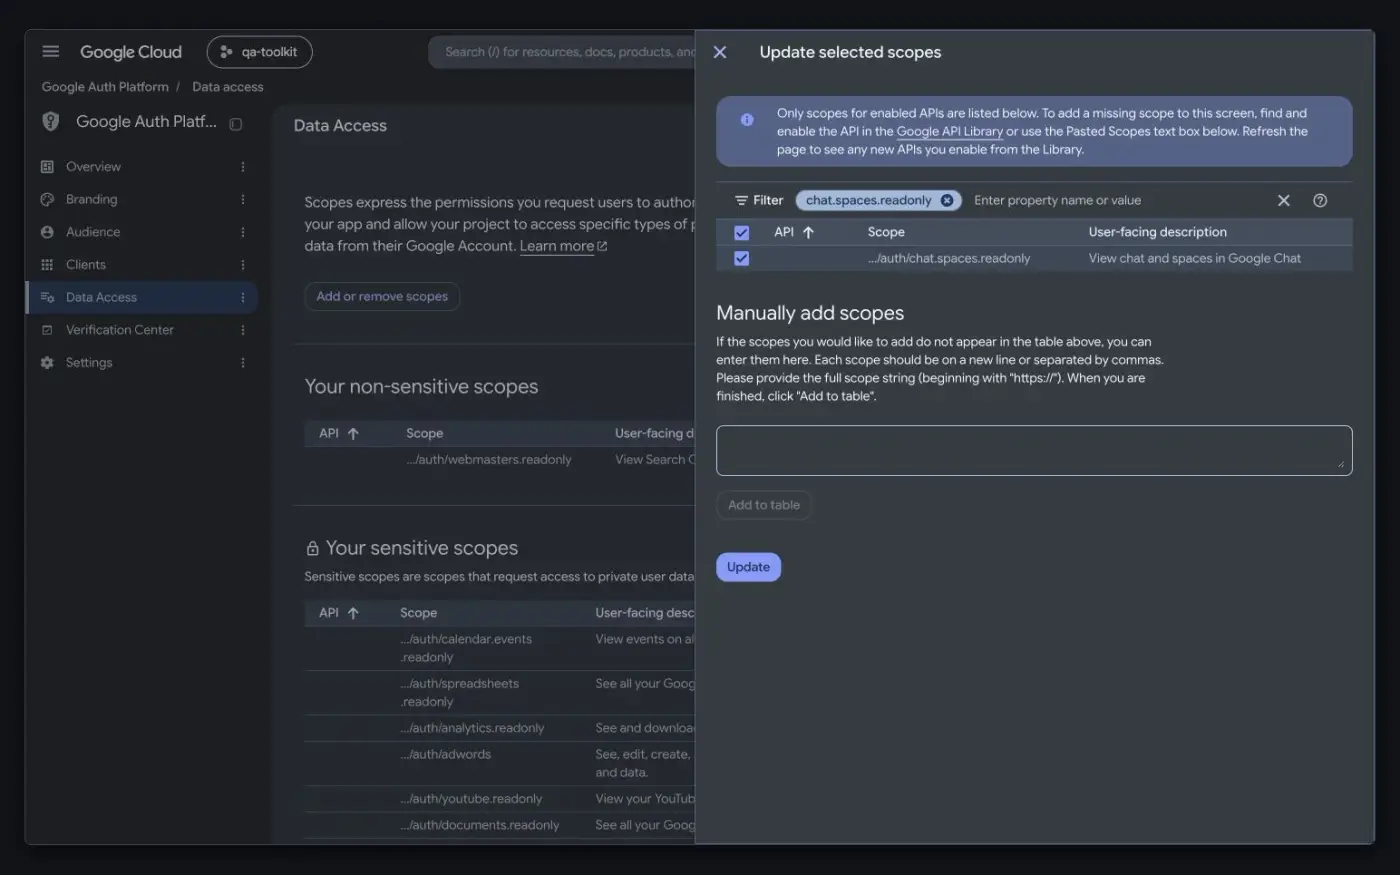 Google Cloud
qa-toolkit
Search (/) for resources, docs, products, and
Google Auth Platform / Data access
Google Auth Platf...
Overview
Branding
Audience
Clients
Data Access
Verification Center
Settings
Data Access
Scopes express the permissions you request users to author
your app and allow your project to access specific types of p
data from their Google Account. Learn more
Add or remove scopes
Your non-sensitive scopes
API Scope User-facing d
.../auth/webmasters.readonly View Search C
Your sensitive scopes
Sensitive scopes are scopes that request access to private user data
API Scope User-facing desc
.../auth/calendar.events View events on al
.readonly
.../auth/spreadsheets See all your Goog
.readonly
.../auth/analytics.readonly See and downloa
.../auth/adwords See, edit, create,
and data.
.../auth/youtube.readonly View your YouTub
.../auth/documents.readonly See all your Goog
Update selected scopes
Only scopes for enabled APIs are listed below. To add a missing scope to this screen, find and
enable the API in the Google API Library or use the Pasted Scopes text box below. Refresh the
page to see any new APIs you enable from the Library.
Filter chat.spaces.readonly Enter property name or value
API Scope User-facing description
.../auth/chat.spaces.readonly View chat and spaces in Google Chat
Manually add scopes
If the scopes you would like to add do not appear in the table above, you can
enter them here. Each scope should be on a new line or separated by commas.
Please provide the full scope string (beginning with "https://"). When you are
finished, click "Add to table".
Add to table
Update